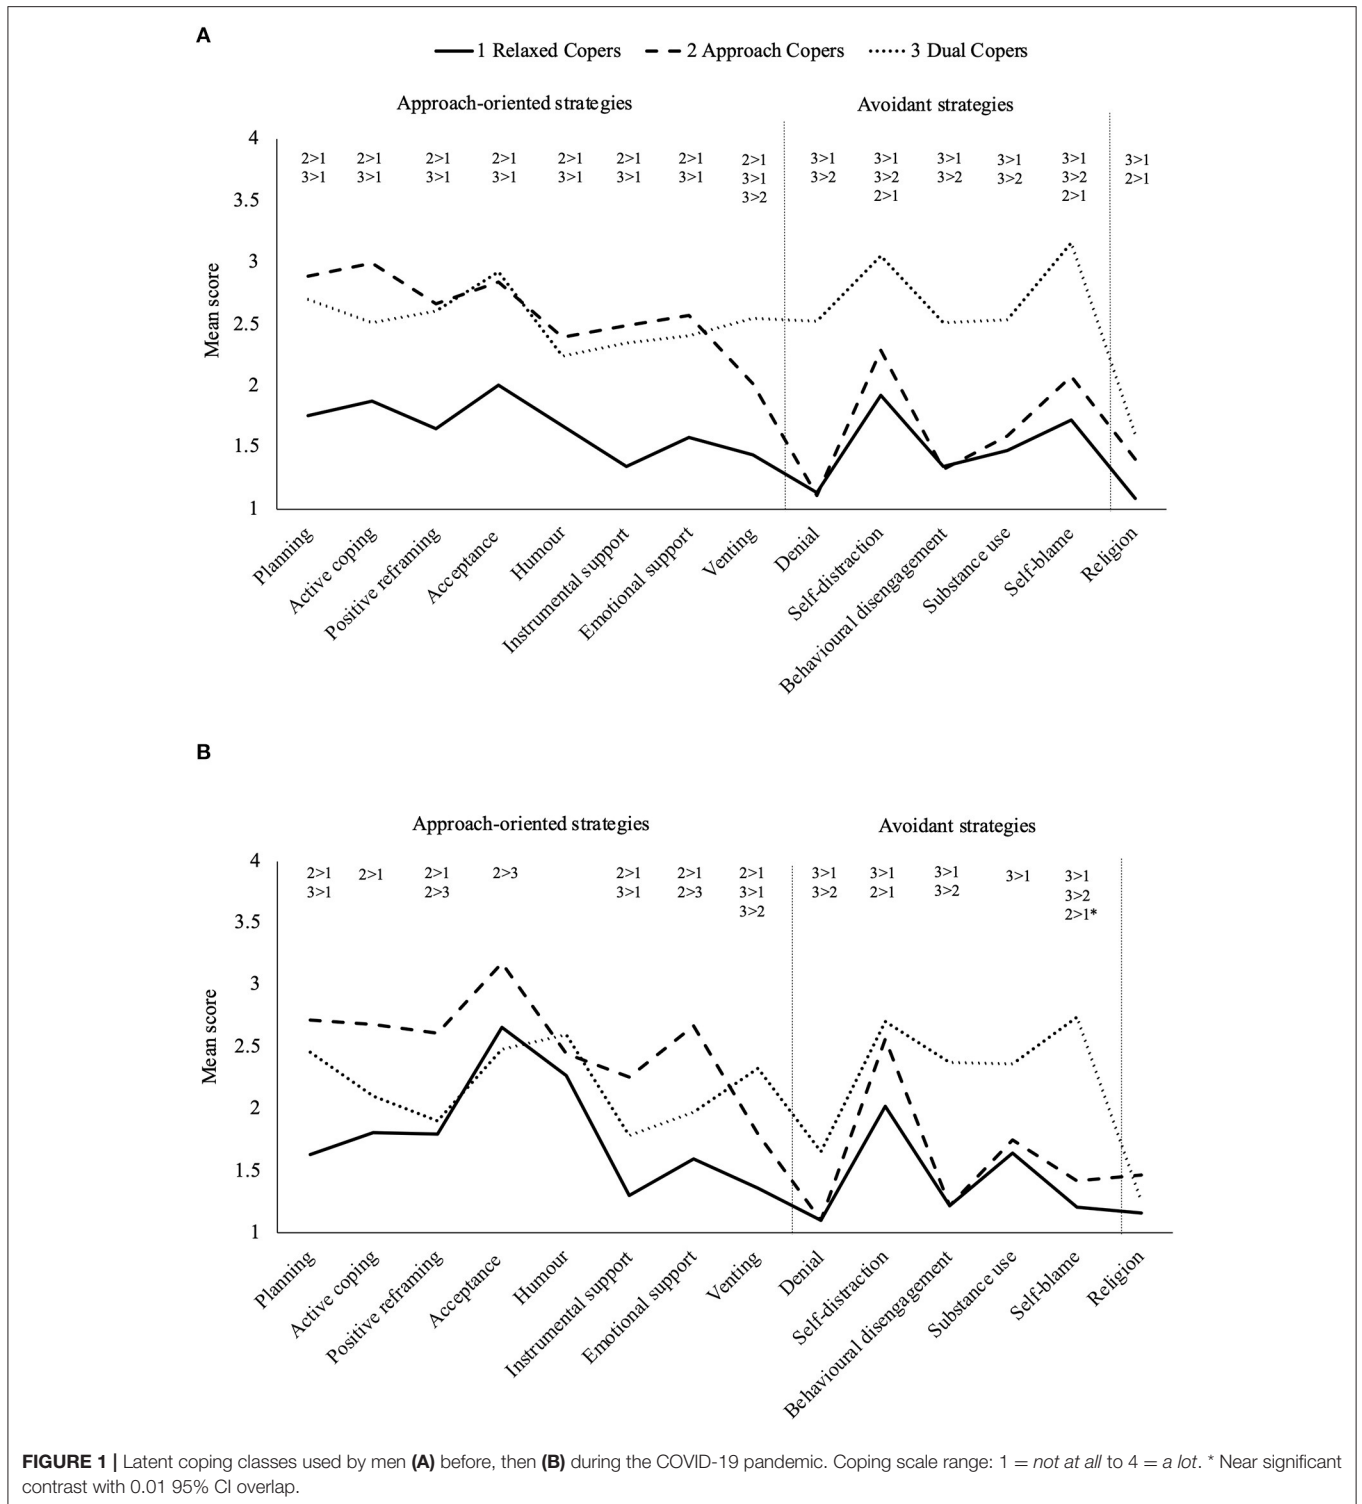 A
1 Relaxed Copers 2 Approach Copers 3 Dual Copers
Approach-oriented strategies Avoidant strategies
4
2>1 2>1 2>1 2>1 2>1 2>1 2>1 2>1 3>1 3>1 3>1 3>1 3>1 3>1
3>1 3>1 3>1 3>1 3>1 3>1 3>1 3>1 3>2 3>2 3>2 3>2 3>2 2>1
3.5 3>2 2>1 2>1
3
2.5
2
1.5
1
Mean score
Planning
Active coping
Positive reframing
Acceptance
Humour
Instrumental support
Emotional support
Venting
Denial
Self-distraction
Behavioural disengagement
Substance use
Self-blame
Religion
B
Approach-oriented strategies Avoidant strategies
4
2>1 2>1 2>1 2>3 2>1 2>1 2>1 3>1 3>1 3>1 3>1 3>1
3>1 2>3 3>1 2>3 3>1 3>2 2>1 3>2 3>2
3.5 3>2 2>1*
3
2.5
2
1.5
1
Mean score
Planning
Active coping
Positive reframing
Acceptance
Humour
Instrumental support
Emotional support
Venting
Denial
Self-distraction
Behavioural disengagement
Substance use
Self-blame
Religion
FIGURE 1 | Latent coping classes used by men (A) before, then (B) during the COVID-19 pandemic. Coping scale range: 1 = not at all to 4 = a lot. * Near significant
contrast with 0.01 95% CI overlap.